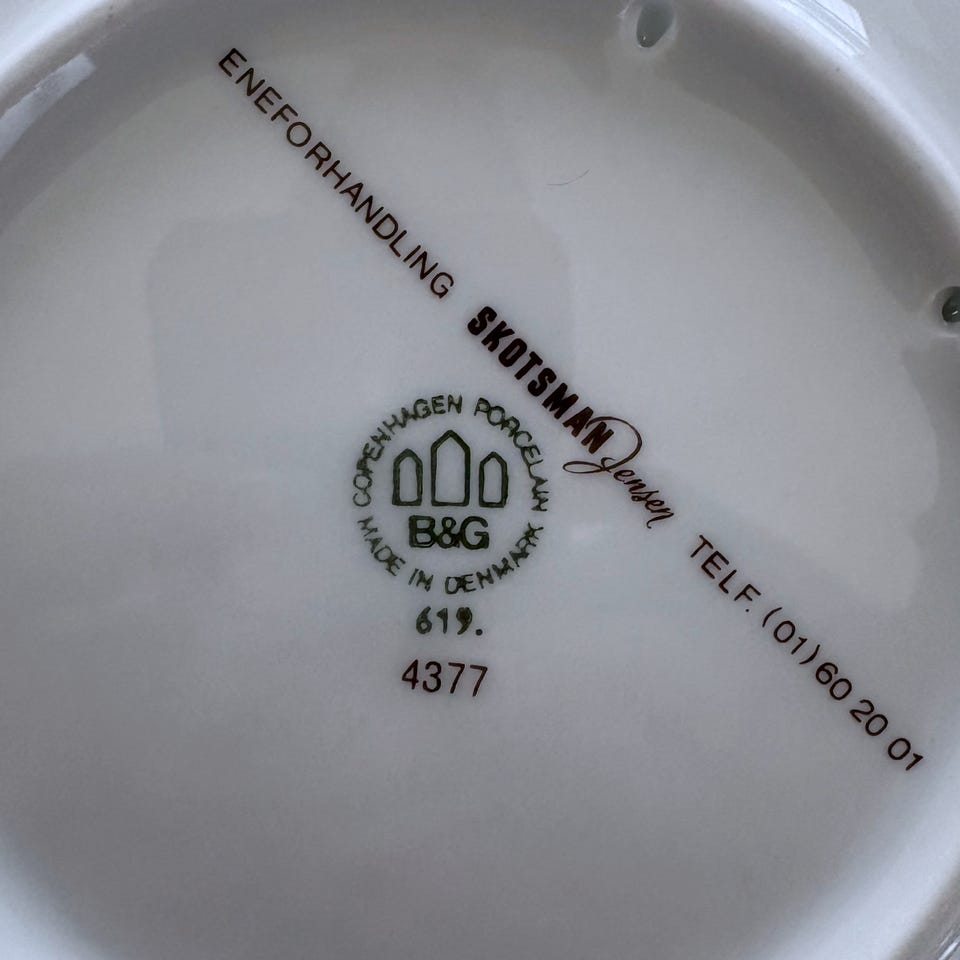 ENEFORHANDLING SKOTSMAN Jensen TELF. (01) 60 20 01
COPENHAGEN PORCELAIN
B&G
MADE IN DENMARK
619.
4377